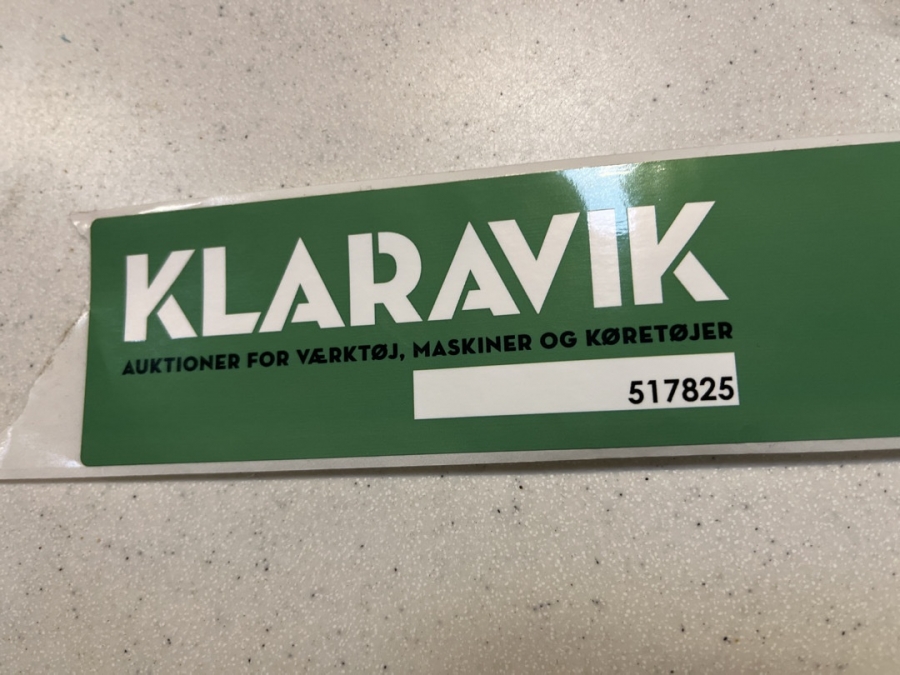 KLARAVIK
AUKTIONER FOR VÆRKTØJ, MASKINER OG KØRETØJER
517825